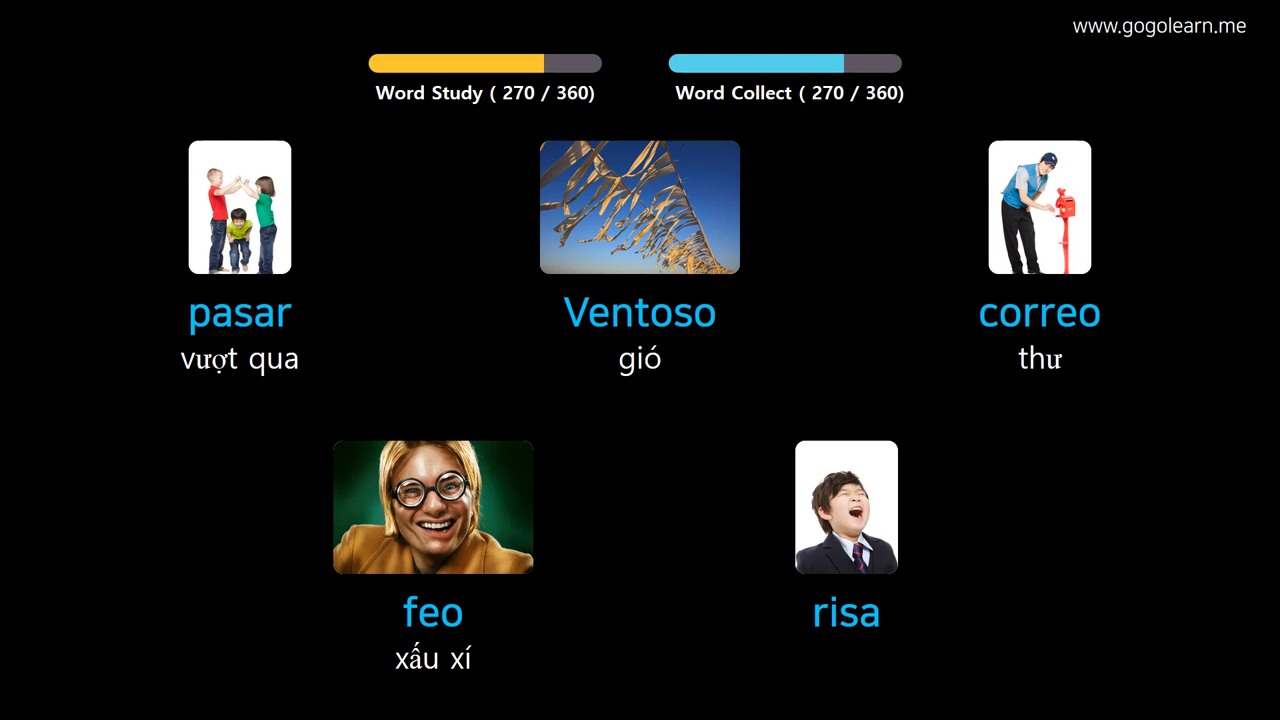 www.gogolearn.me
Word Study ( 270 / 360)
Word Collect ( 270 / 360)
pasar
vượt qua
Ventoso
gió
correo
thư
feo
xấu xí
risa